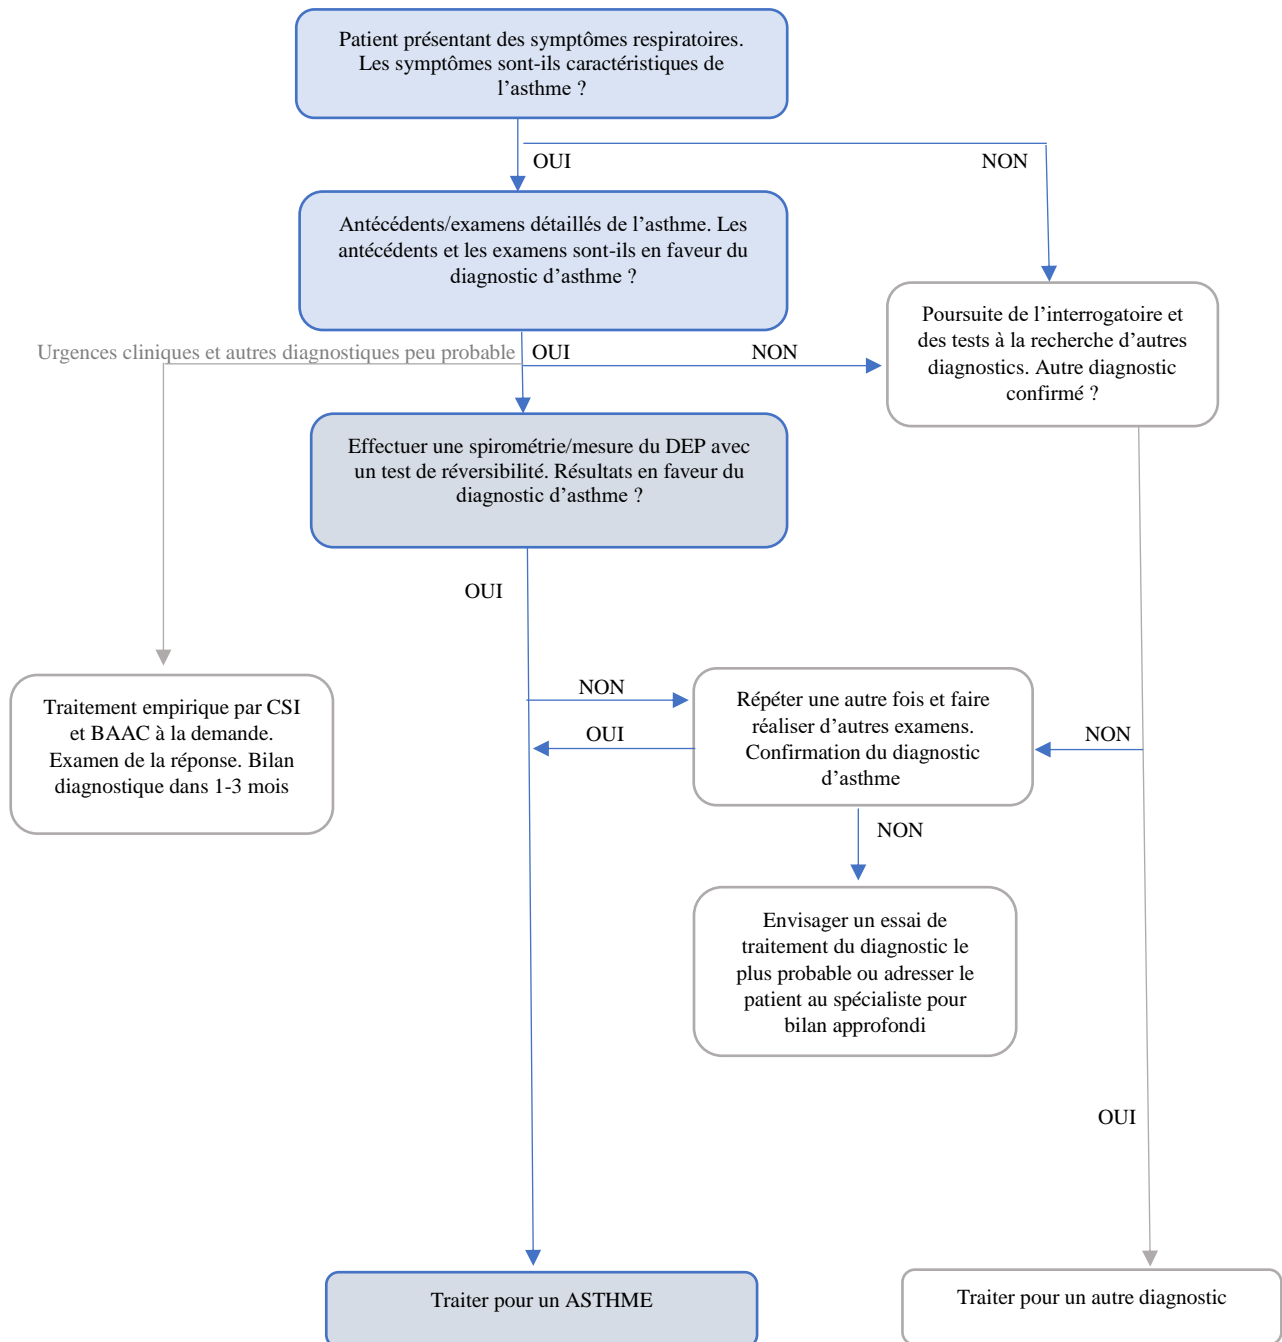 Patient présentant des symptômes respiratoires.
Les symptômes sont-ils caractéristiques de
l’asthme ?
OUI
NON
Antécédents/examens détaillés de l’asthme. Les
antécédents et les examens sont-ils en faveur du
diagnostic d’asthme ?
Poursuite de l’interrogatoire et
des tests à la recherche d’autres
diagnostics. Autre diagnostic
confirmé ?
Urgences cliniques et autres diagnostiques peu probable
OUI
NON
Effectuer une spirométrie/mesure du DEP avec
un test de réversibilité. Résultats en faveur du
diagnostic d’asthme ?
OUI
Traitement empirique par CSI
et BAAC à la demande.
Examen de la réponse. Bilan
diagnostique dans 1-3 mois
NON
OUI
Répéter une autre fois et faire
réaliser d’autres examens.
Confirmation du diagnostic
d’asthme
NON
NON
Envisager un essai de
traitement du diagnostic le
plus probable ou adresser le
patient au spécialiste pour
bilan approfondi
OUI
Traiter pour un ASTHME
Traiter pour un autre diagnostic